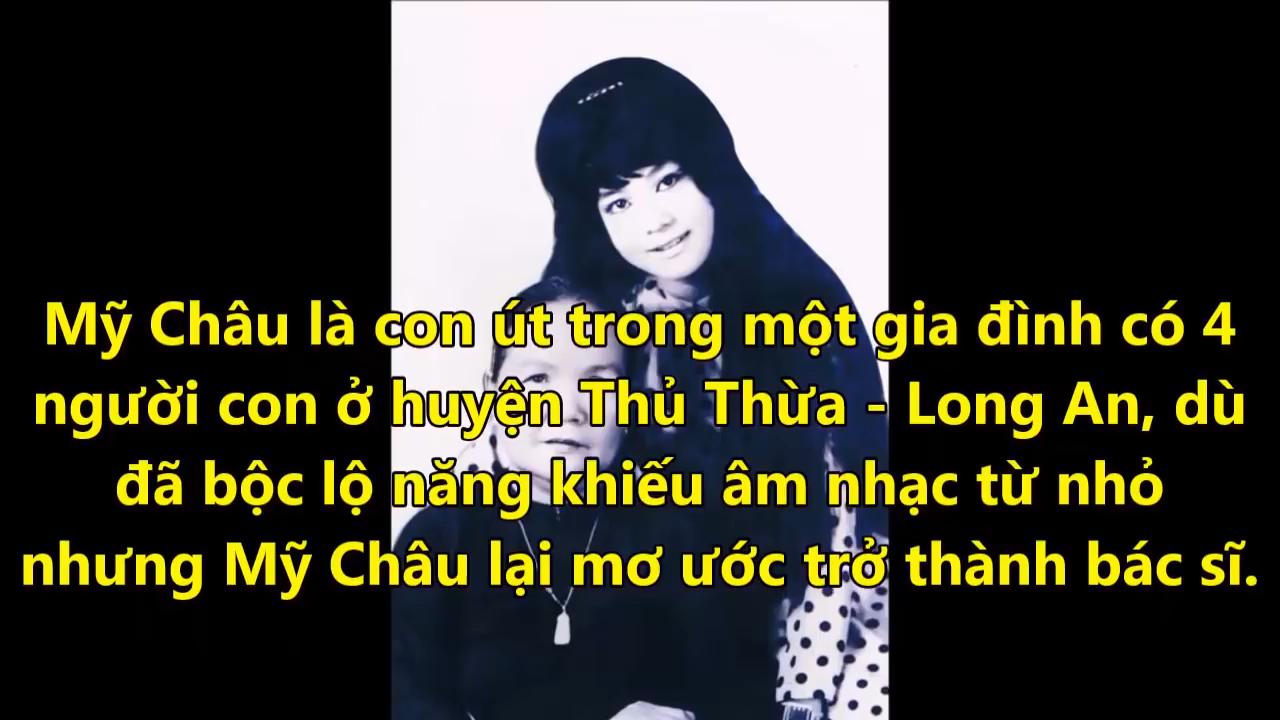 Mỹ Châu là con út trong một gia đình có 4
người con ở huyện Thủ Thừa - Long An, dù
đã bộc lộ năng khiếu âm nhạc từ nhỏ
nhưng Mỹ Châu lại mơ ước trở thành bác sĩ.